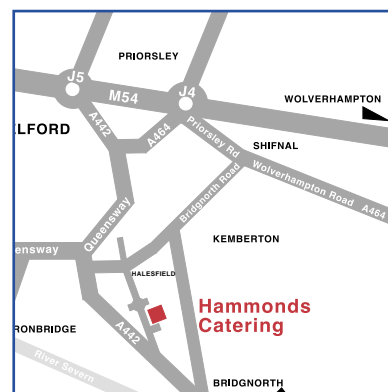 PRIORSLEY
J5
M54
J4
WOLVERHAMPTON
ELFORD
A442
A464
Priorsley Rd
SHIFNAL
Wolverhampton Road A464
Bridgnorth Road
Queensway
KEMBERTON
ensway
HALESFIELD
Hammonds
Catering
RONBRIDGE
A442
River Severn
BRIDGNORTH